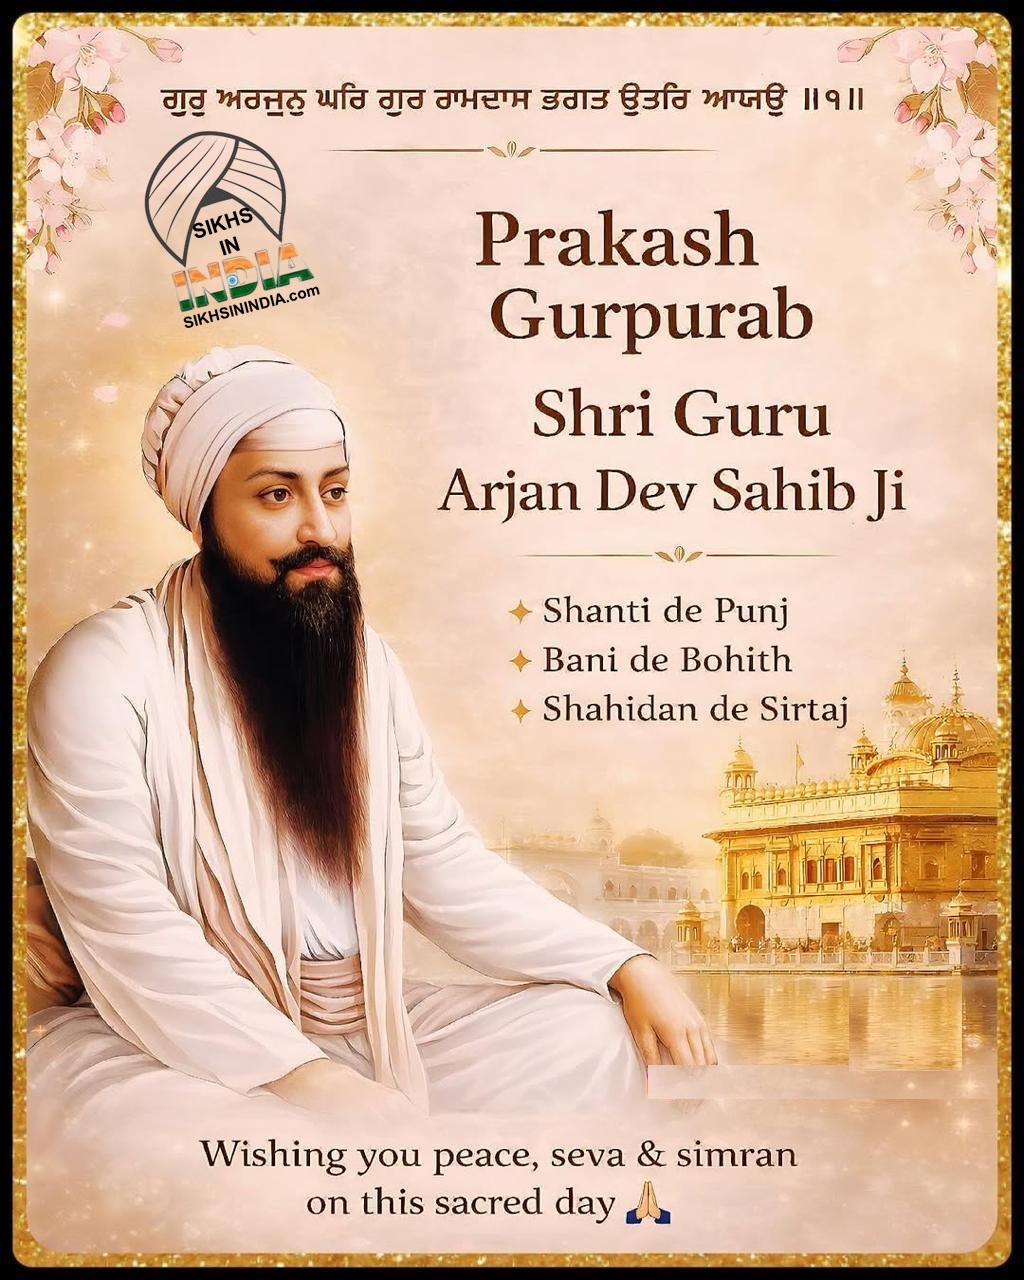 ਗੁਰੁ ਅਰਜੁਨੁ ਘਰਿ ਗੁਰ ਰਾਮਦਾਸ ਭਗਤ ਉਤਰਿ ਆਯਉ ॥੧॥
SIKHS
IN
INDIA
SIKHSININDIA.com
Prakash
Gurpurab
Shri Guru
Arjan Dev Sahib Ji
Shanti de Punj
Bani de Bohith
Shahidan de Sirtaj
Wishing you peace, seva & simran
on this sacred day 🙏